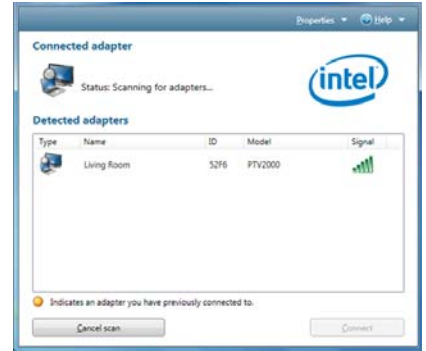 Properties Help
Connected adapter
Status: Scanning for adapters...
intel
Detected adapters
Type Name ID Model Signal
Living Room 52F6 PTV2000
Indicates an adapter you have previously connected to.
Cancel scan Connect